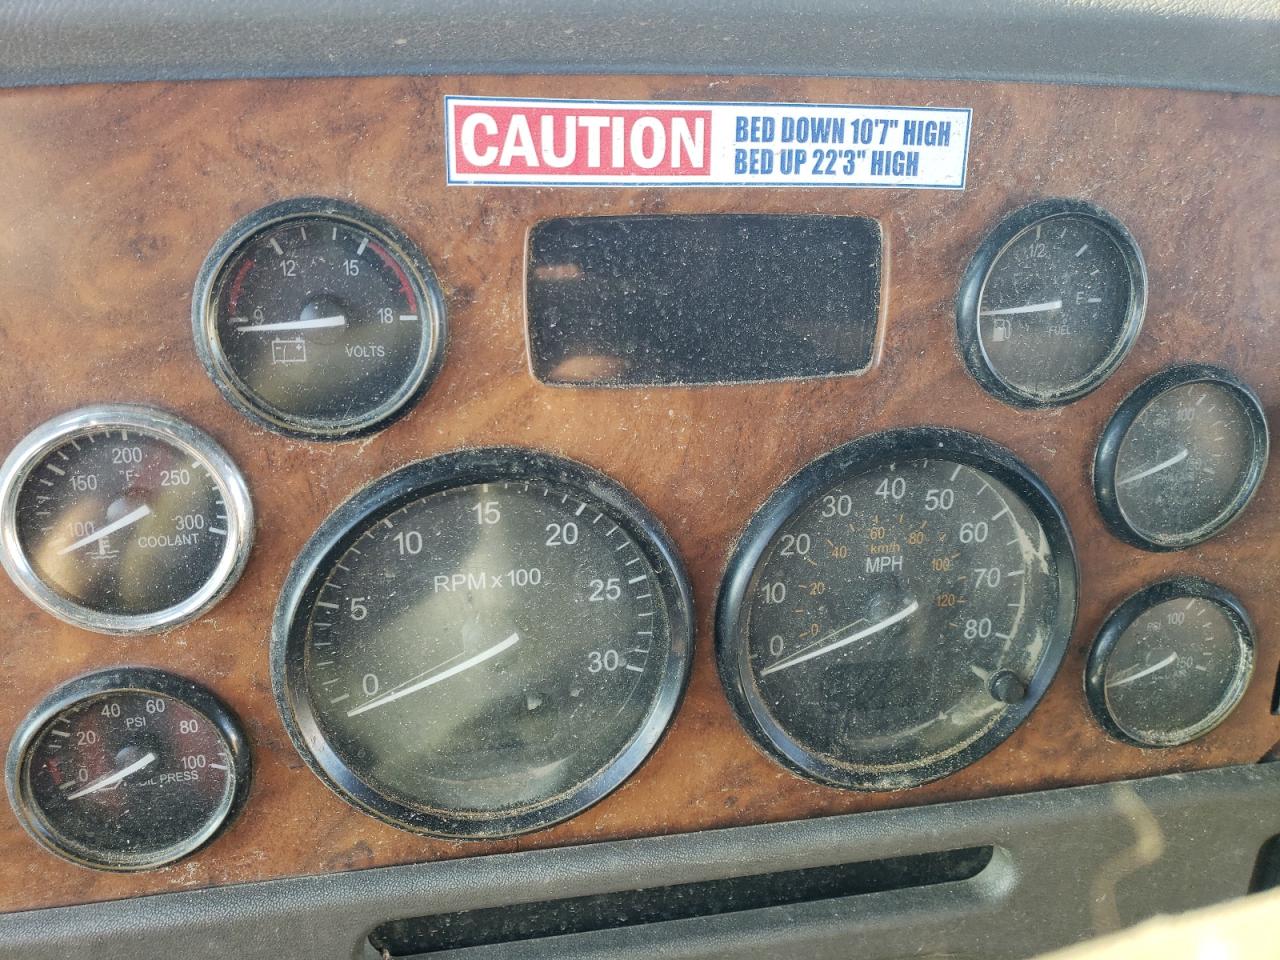 CAUTION
BED DOWN 10'7" HIGH
BED UP 22'3" HIGH
9 12 15 18
VOLTS
1/2
F
FUEL
100 150 200 250 300
°F
COOLANT
0 5 10 15 20 25 30
RPM x 100
0 10 20 30 40 50 60 70 80
0 20 40 60 80 100 120
km/h
MPH
100
0 20 40 60 80 100
PSI
OIL PRESS
PSI
100
150